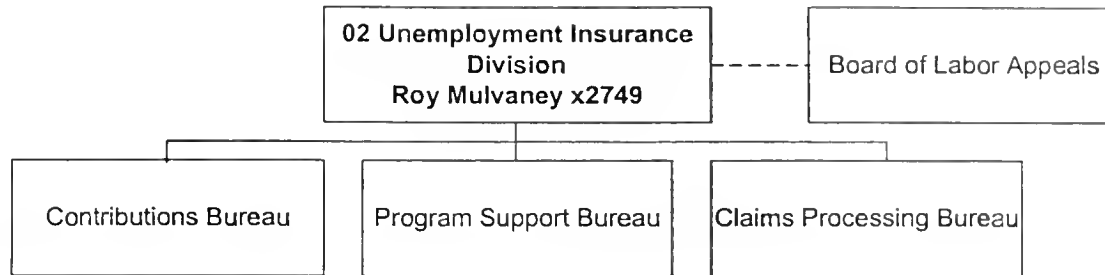 02 Unemployment Insurance
Division
Roy Mulvaney x2749
Board of Labor Appeals
Contributions Bureau
Program Support Bureau
Claims Processing Bureau